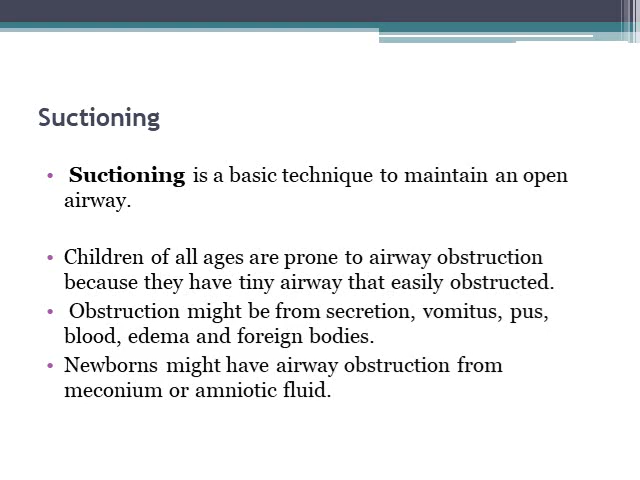 Suctioning
• Suctioning is a basic technique to maintain an open
airway.
• Children of all ages are prone to airway obstruction
because they have tiny airway that easily obstructed.
• Obstruction might be from secretion, vomitus, pus,
blood, edema and foreign bodies.
• Newborns might have airway obstruction from
meconium or amniotic fluid.